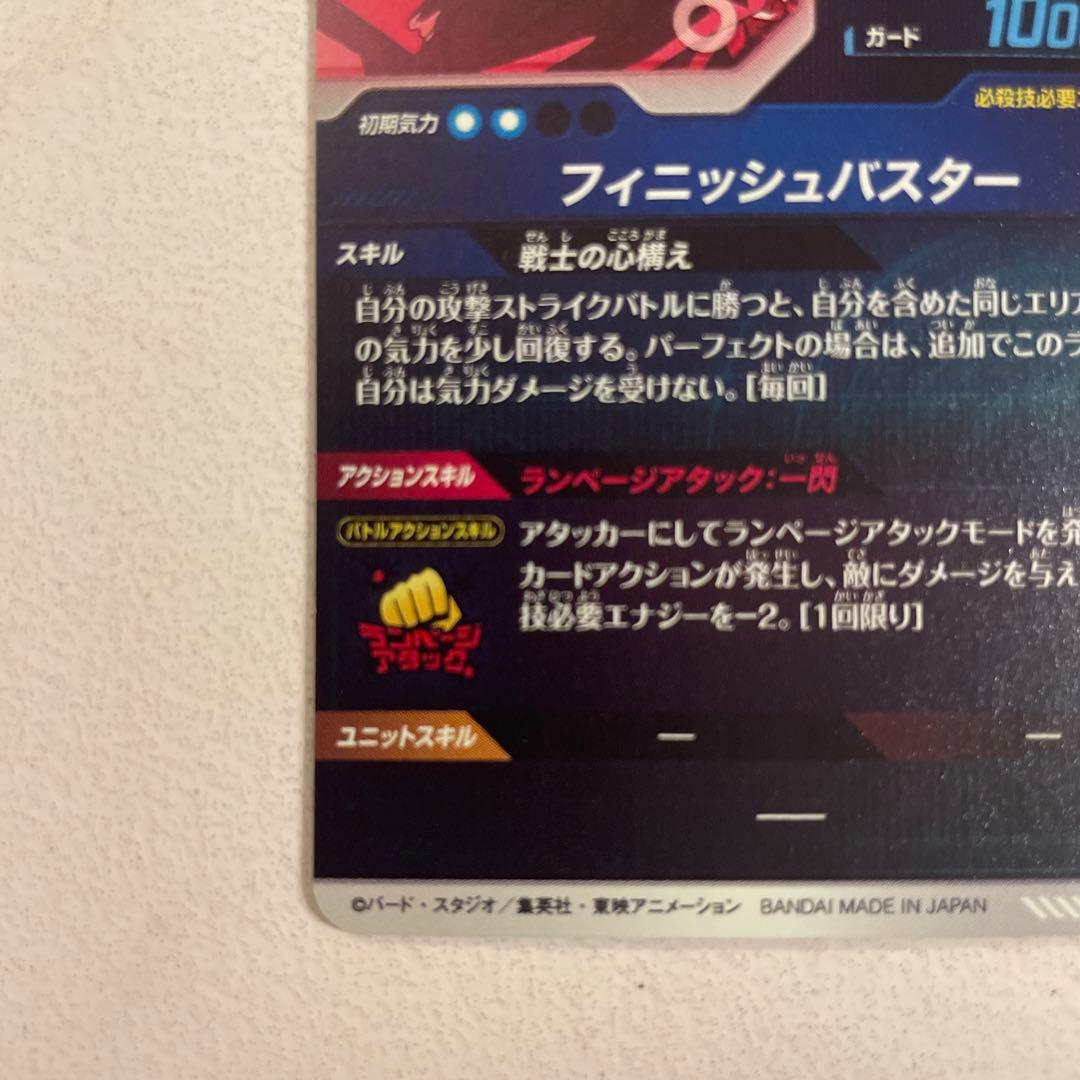 ガード 100
必殺技必要
初期気力
フィニッシュバスター
スキル 戦士の心構え
自分の攻撃ストライクバトルに勝つと、自分を含めた同じエリア
の気力を少し回復する。パーフェクトの場合は、追加でこのラ
自分は気力ダメージを受けない。[毎回]
アクションスキル ランページアタック:一閃
バトルアクションスキル
アタッカーにしてランページアタックモードを発
カードアクションが発生し、敵にダメージを与え
技必要エナジーを−2。[1回限り]
ランページ
アタック
ユニットスキル — —
—
©バード・スタジオ/集英社・東映アニメーション BANDAI MADE IN JAPAN